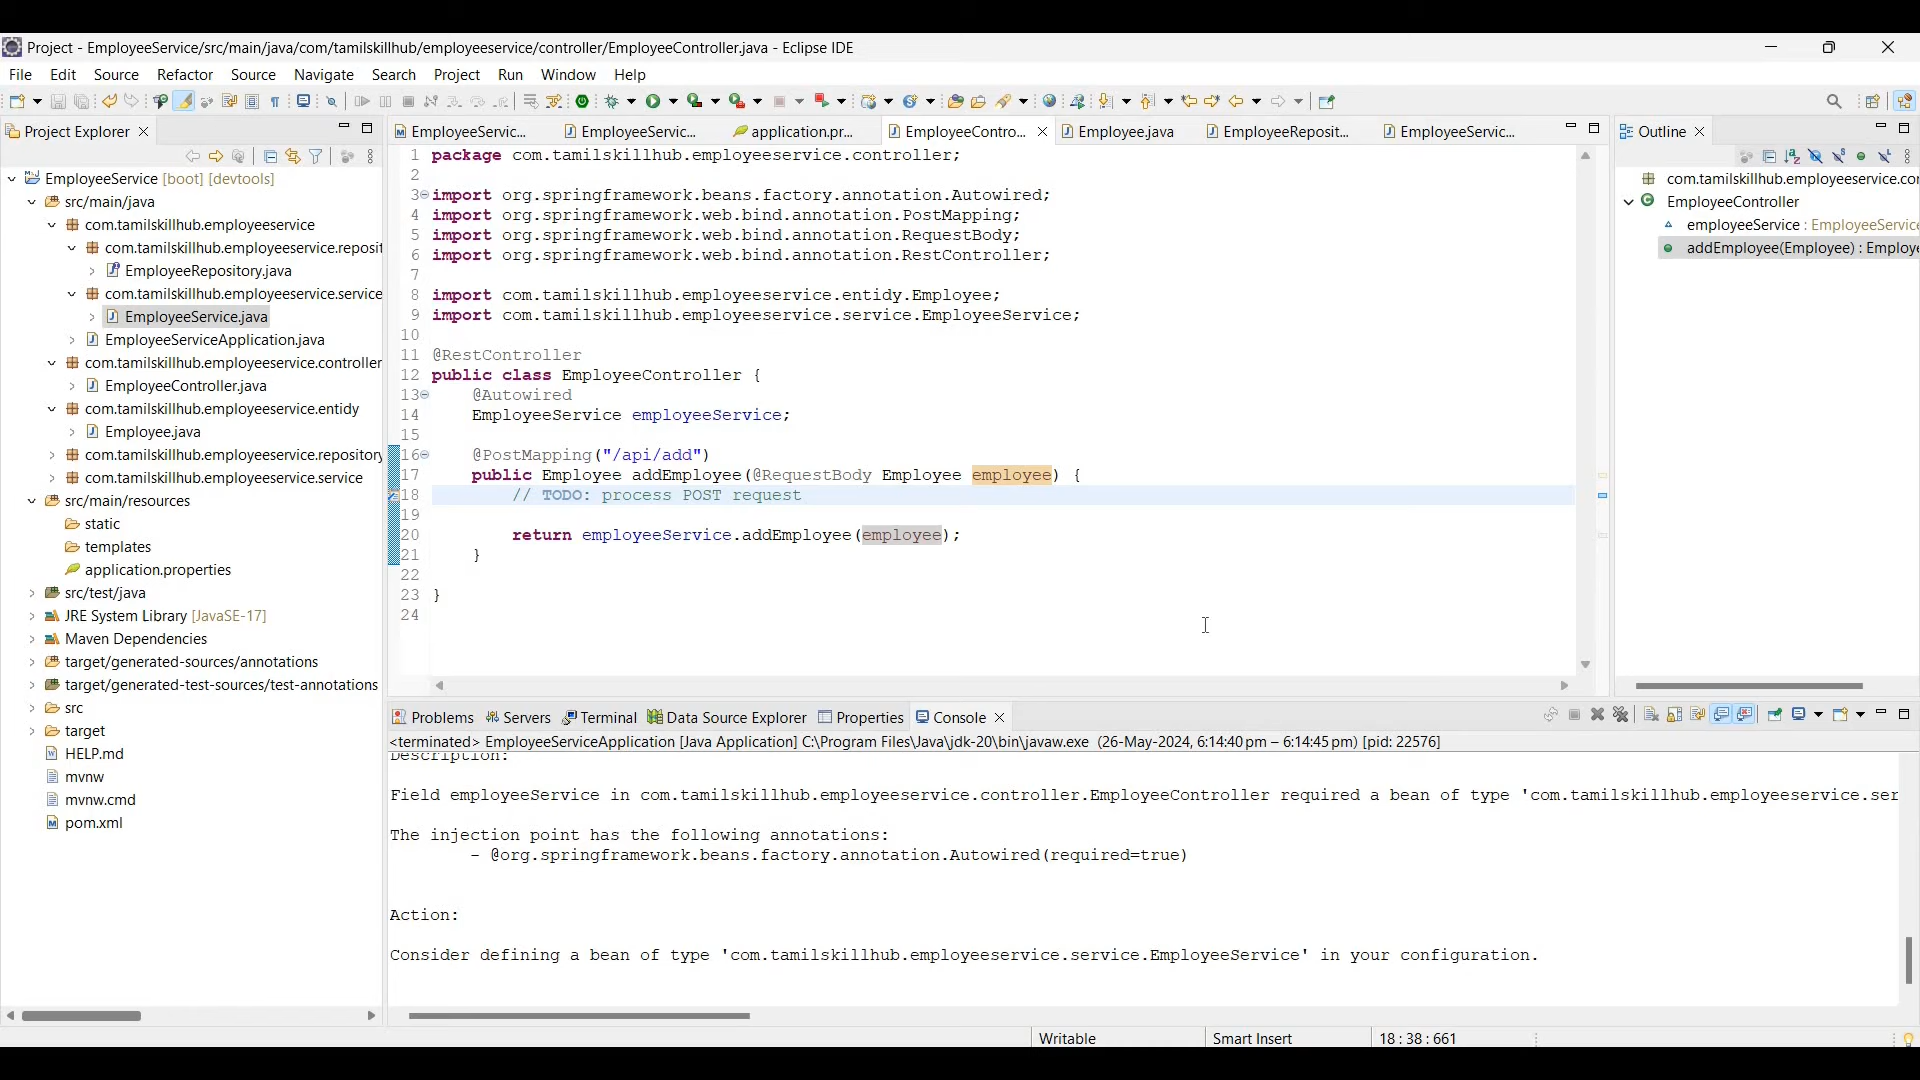 Project - EmployeeService/src/main/java/com/tamilskillhub/employeeservice/controller/EmployeeController.java - Eclipse IDE
File Edit Source Refactor Source Navigate Search Project Run Window Help
Project Explorer
EmployeeService [boot] [devtools]
src/main/java
com.tamilskillhub.employeeservice
com.tamilskillhub.employeeservice.reposit
EmployeeRepository.java
com.tamilskillhub.employeeservice.service
EmployeeService.java
EmployeeServiceApplication.java
com.tamilskillhub.employeeservice.controller
EmployeeController.java
com.tamilskillhub.employeeservice.entidy
Employee.java
com.tamilskillhub.employeeservice.repository
com.tamilskillhub.employeeservice.service
src/main/resources
static
templates
application.properties
src/test/java
JRE System Library [JavaSE-17]
Maven Dependencies
target/generated-sources/annotations
target/generated-test-sources/test-annotations
src
target
HELP.md
mvnw
mvnw.cmd
pom.xml
EmployeeServic... EmployeeServic... application.pr... EmployeeContro... Employee.java EmployeeReposit... EmployeeServic...
1 package com.tamilskillhub.employeeservice.controller;
2
3 import org.springframework.beans.factory.annotation.Autowired;
4 import org.springframework.web.bind.annotation.PostMapping;
5 import org.springframework.web.bind.annotation.RequestBody;
6 import org.springframework.web.bind.annotation.RestController;
7
8 import com.tamilskillhub.employeeservice.entidy.Employee;
9 import com.tamilskillhub.employeeservice.service.EmployeeService;
10
11 @RestController
12 public class EmployeeController {
13 @Autowired
14 EmployeeService employeeService;
15
16 @PostMapping("/api/add")
17 public Employee addEmployee(@RequestBody Employee employee) {
18 // TODO: process POST request
19
20 return employeeService.addEmployee(employee);
21 }
22
23 }
24
Outline
com.tamilskillhub.employeeservice.con
EmployeeController
employeeService : EmployeeService
addEmployee(Employee) : Employe
Problems Servers Terminal Data Source Explorer Properties Console
<terminated> EmployeeServiceApplication [Java Application] C:\Program Files\Java\jdk-20\bin\javaw.exe (26-May-2024, 6:14:40 pm – 6:14:45 pm) [pid: 22576]
Description:
Field employeeService in com.tamilskillhub.employeeservice.controller.EmployeeController required a bean of type 'com.tamilskillhub.employeeservice.ser
The injection point has the following annotations:
- @org.springframework.beans.factory.annotation.Autowired(required=true)
Action:
Consider defining a bean of type 'com.tamilskillhub.employeeservice.service.EmployeeService' in your configuration.
Writable Smart Insert 18 : 38 : 661